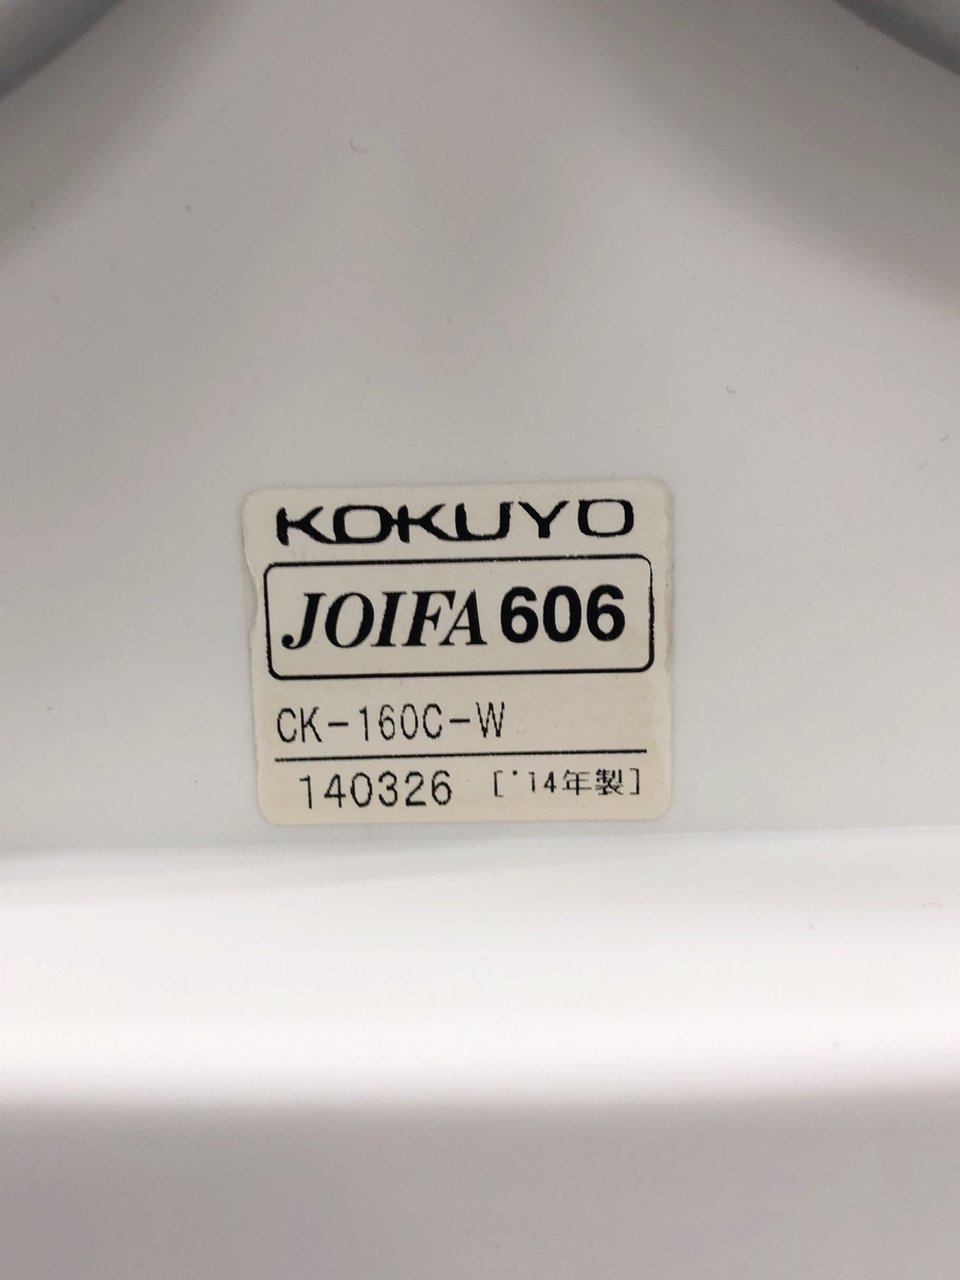 KOKUYO
JOIFA 606
CK-160C-W
140326 ['14年製]